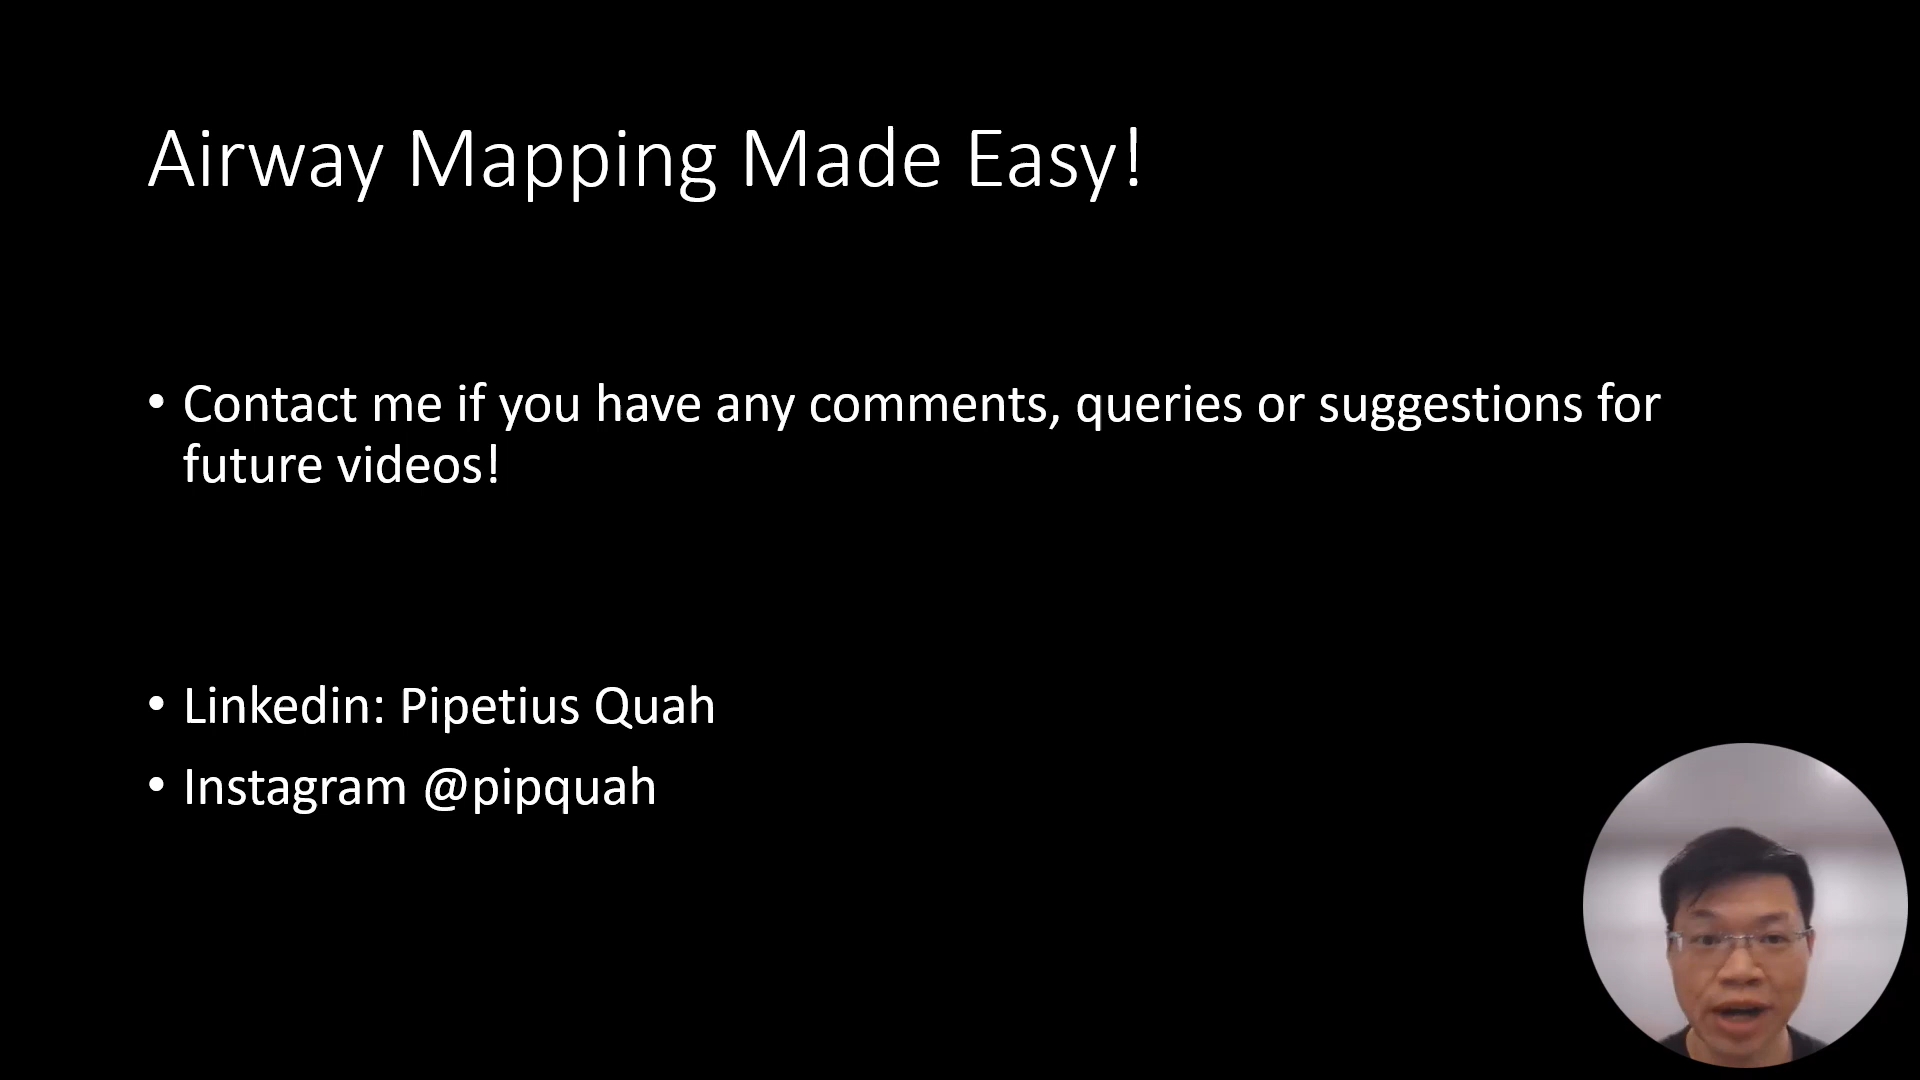 Airway Mapping Made Easy!
• Contact me if you have any comments, queries or suggestions for
future videos!
• Linkedin: Pipetius Quah
• Instagram @pipquah